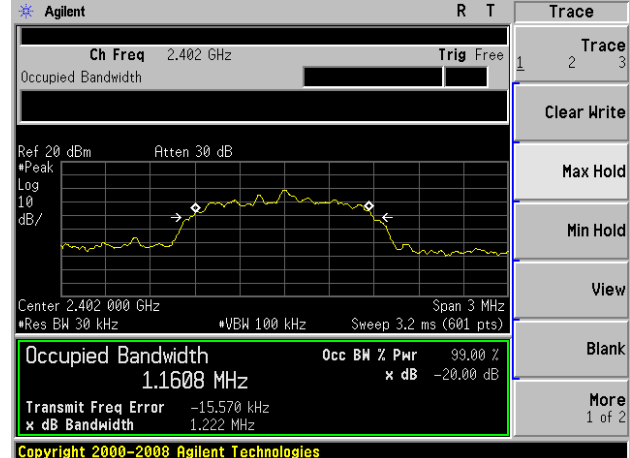 Agilent R T Trace
Ch Freq 2.402 GHz Trig Free
Occupied Bandwidth
Trace
1 2 3
Clear Write
Max Hold
Min Hold
View
Blank
More
1 of 2
Ref 20 dBm Atten 30 dB
#Peak
Log
10
dB/
Center 2.402 000 GHz Span 3 MHz
#Res BW 30 kHz #VBW 100 kHz Sweep 3.2 ms (601 pts)
Occupied Bandwidth Occ BW % Pwr 99.00 %
1.1608 MHz x dB -20.00 dB
Transmit Freq Error -15.570 kHz
x dB Bandwidth 1.222 MHz
Copyright 2000-2008 Agilent Technologies